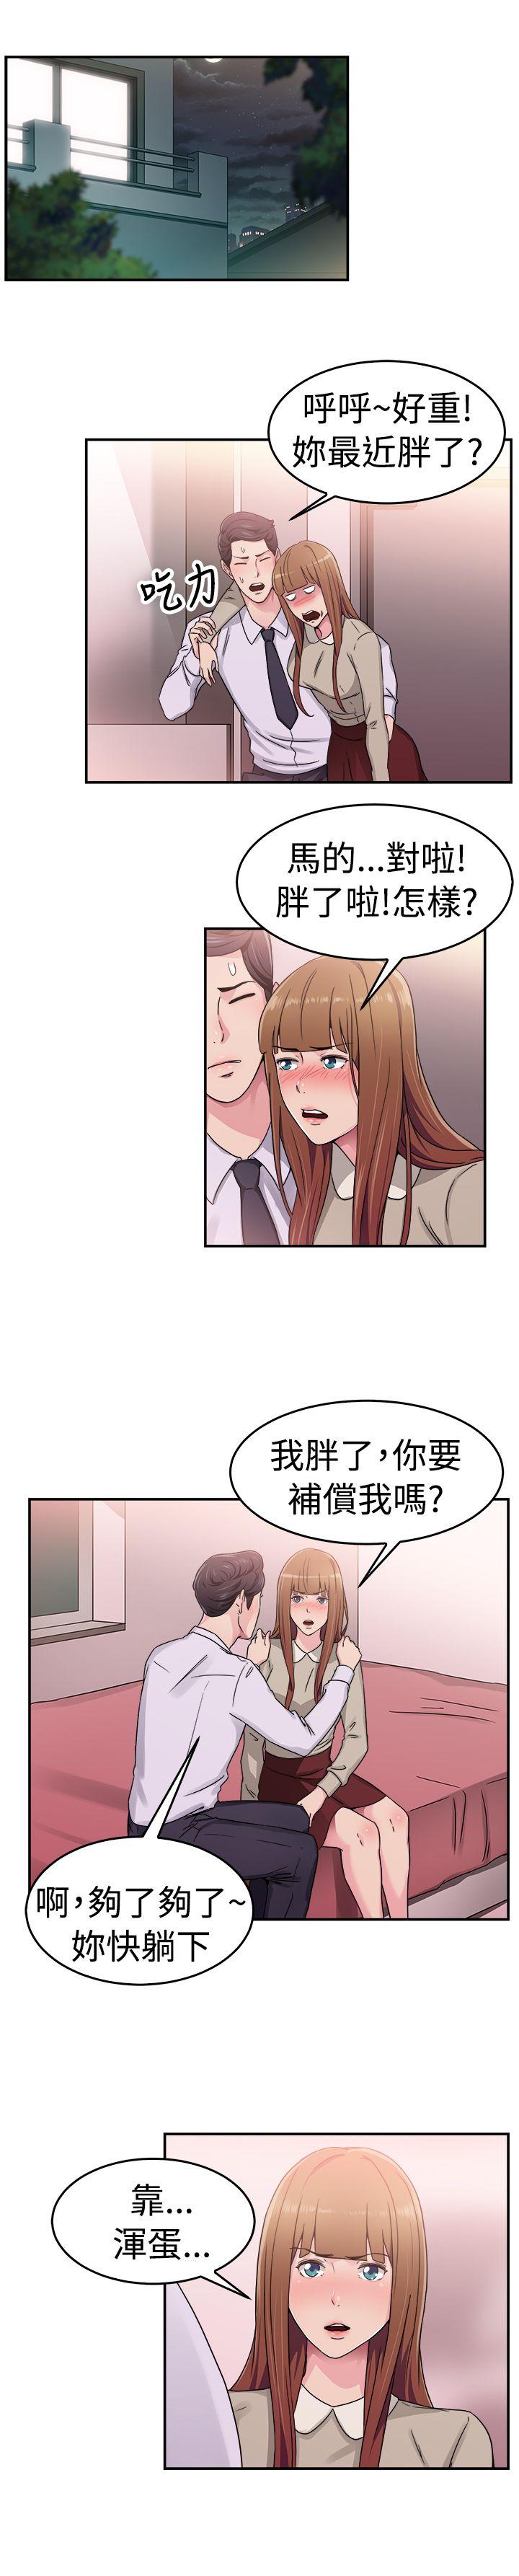 呼呼~好重!
妳最近胖了?
吃力
馬的...對啦!
胖了啦!怎樣?
我胖了,你要
補償我嗎?
啊,夠了夠了~
妳快躺下
靠...
渾蛋...